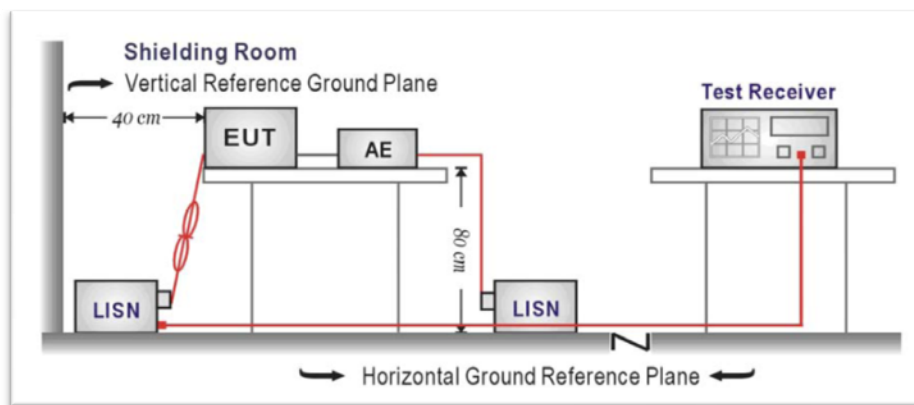 Shielding Room
Vertical Reference Ground Plane
Test Receiver
40 cm
EUT
AE
80 cm
LISN
LISN
Horizontal Ground Reference Plane